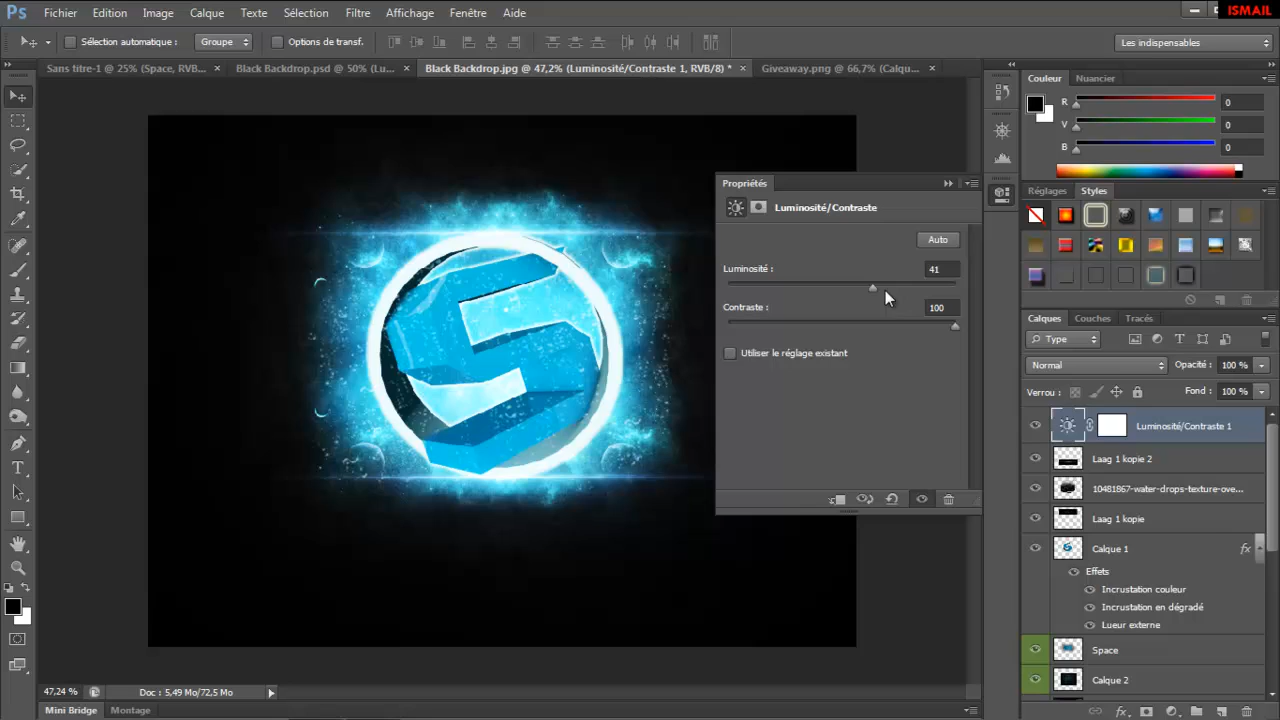 Ps Fichier Edition Image Calque Texte Sélection Filtre Affichage Fenêtre Aide ISMAIL
Sélection automatique : Groupe Options de transf. Les indispensables
Sans titre-1 @ 25% (Space, RVB... × Black Backdrop.psd @ 50% (Lu... × Black Backdrop.jpg @ 47,2% (Luminosité/Contraste 1, RVB/8) * × Giveaway.png @ 66,7% (Calqu... ×
Couleur Nuancier
R 0
V 0
B 0
Propriétés
Luminosité/Contraste
Auto
Luminosité : 41
Contraste : 100
Utiliser le réglage existant
Réglages Styles
Calques Couches Tracés
Type
Normal Opacité : 100 %
Verrou : Fond : 100 %
Luminosité/Contraste 1
Laag 1 kopie 2
10481867-water-drops-texture-ove...
Laag 1 kopie
Calque 1 fx
Effets
Incrustation couleur
Incrustation en dégradé
Lueur externe
Space
Calque 2
47,24 % Doc : 5,49 Mo/72,5 Mo
Mini Bridge Montage
fx